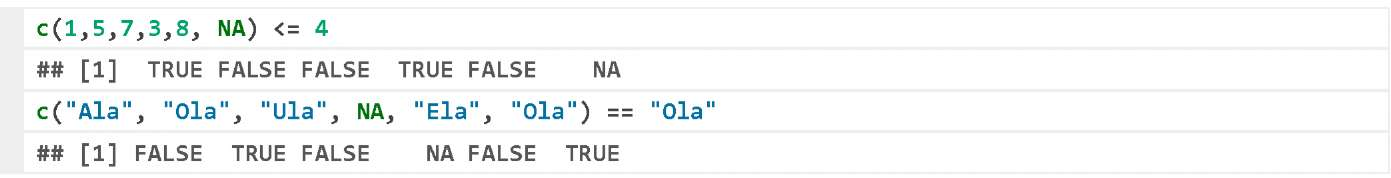 c(1,5,7,3,8, NA) <= 4
## [1]  TRUE FALSE FALSE  TRUE FALSE    NA
c("Ala", "Ola", "Ula", NA, "Ela", "Ola") == "Ola"
## [1] FALSE  TRUE FALSE    NA FALSE  TRUE